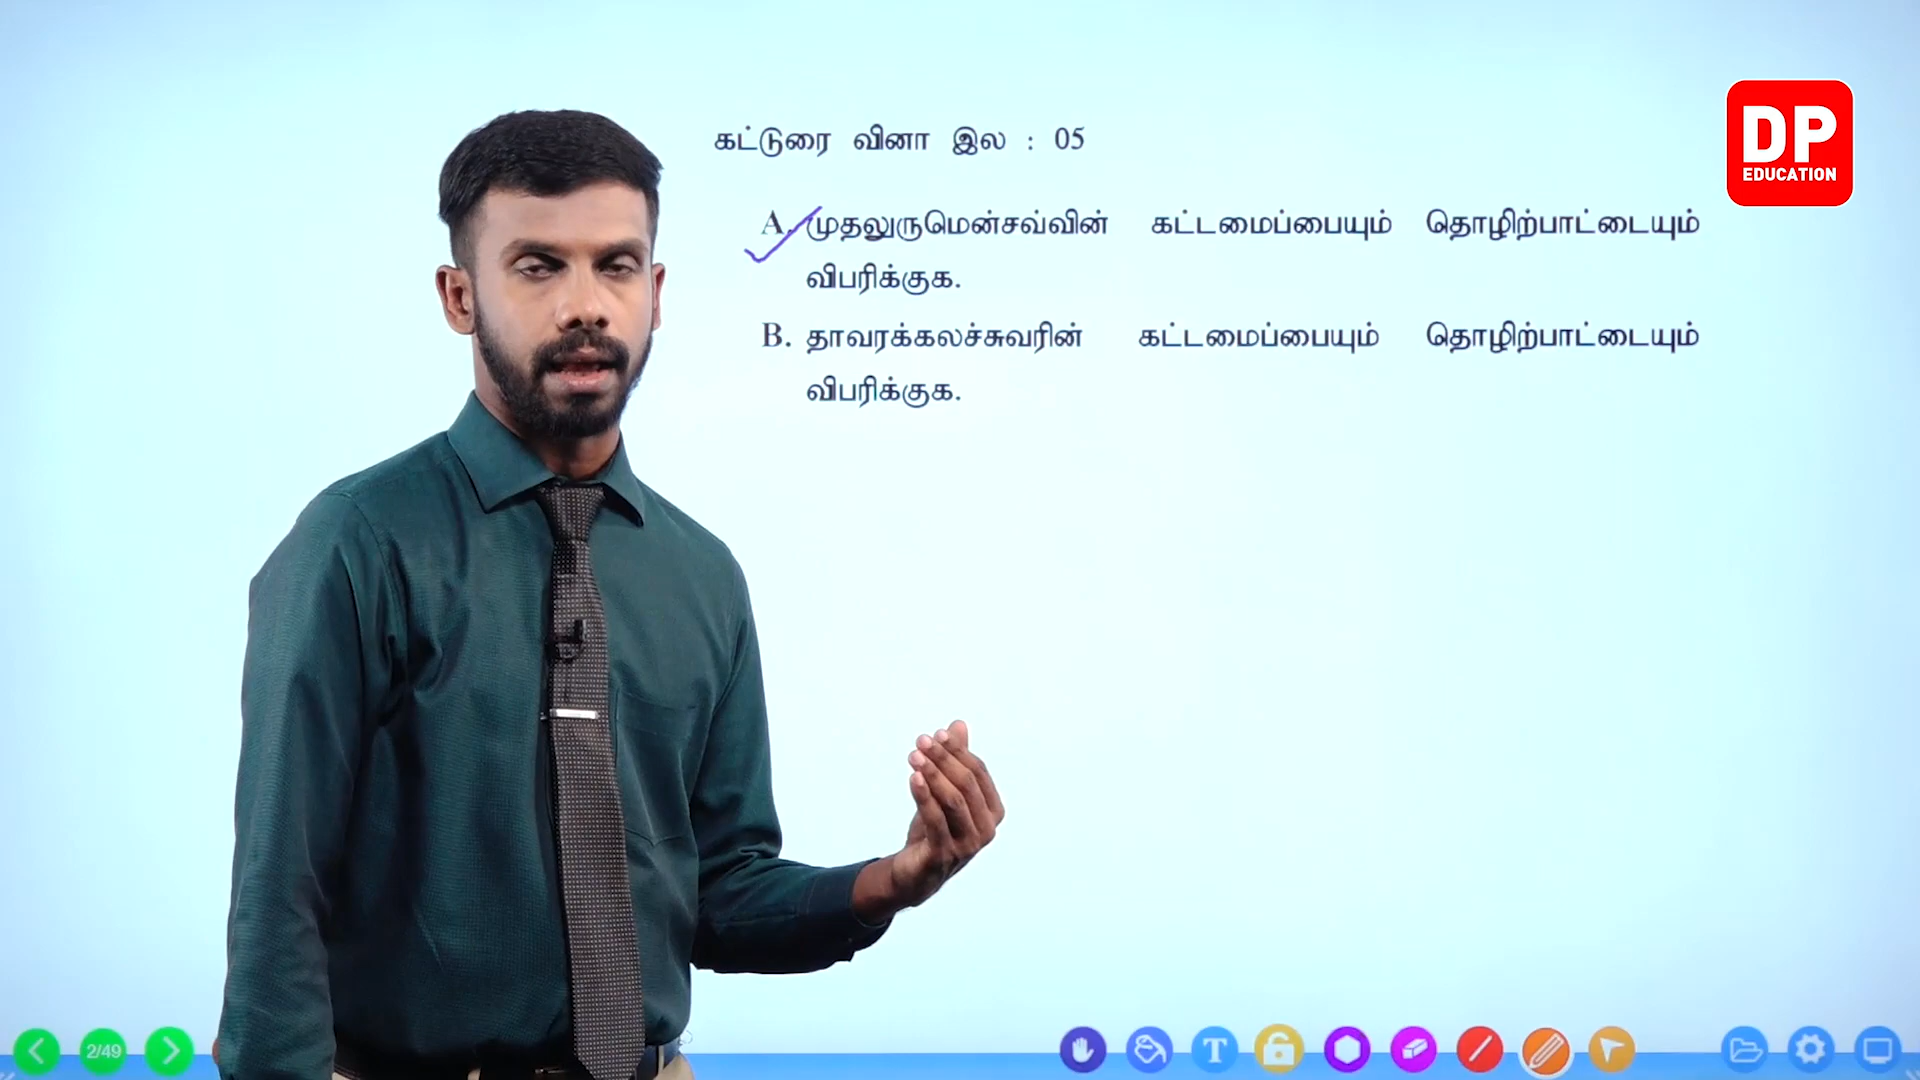 கட்டுரை வினா இல : 05
DP
EDUCATION
A. முதலுருமென்சவ்வின் கட்டமைப்பையும் தொழிற்பாட்டையும்
விபரிக்குக.
B. தாவரக்கலச்சுவரின் கட்டமைப்பையும் தொழிற்பாட்டையும்
விபரிக்குக.
2/49
T